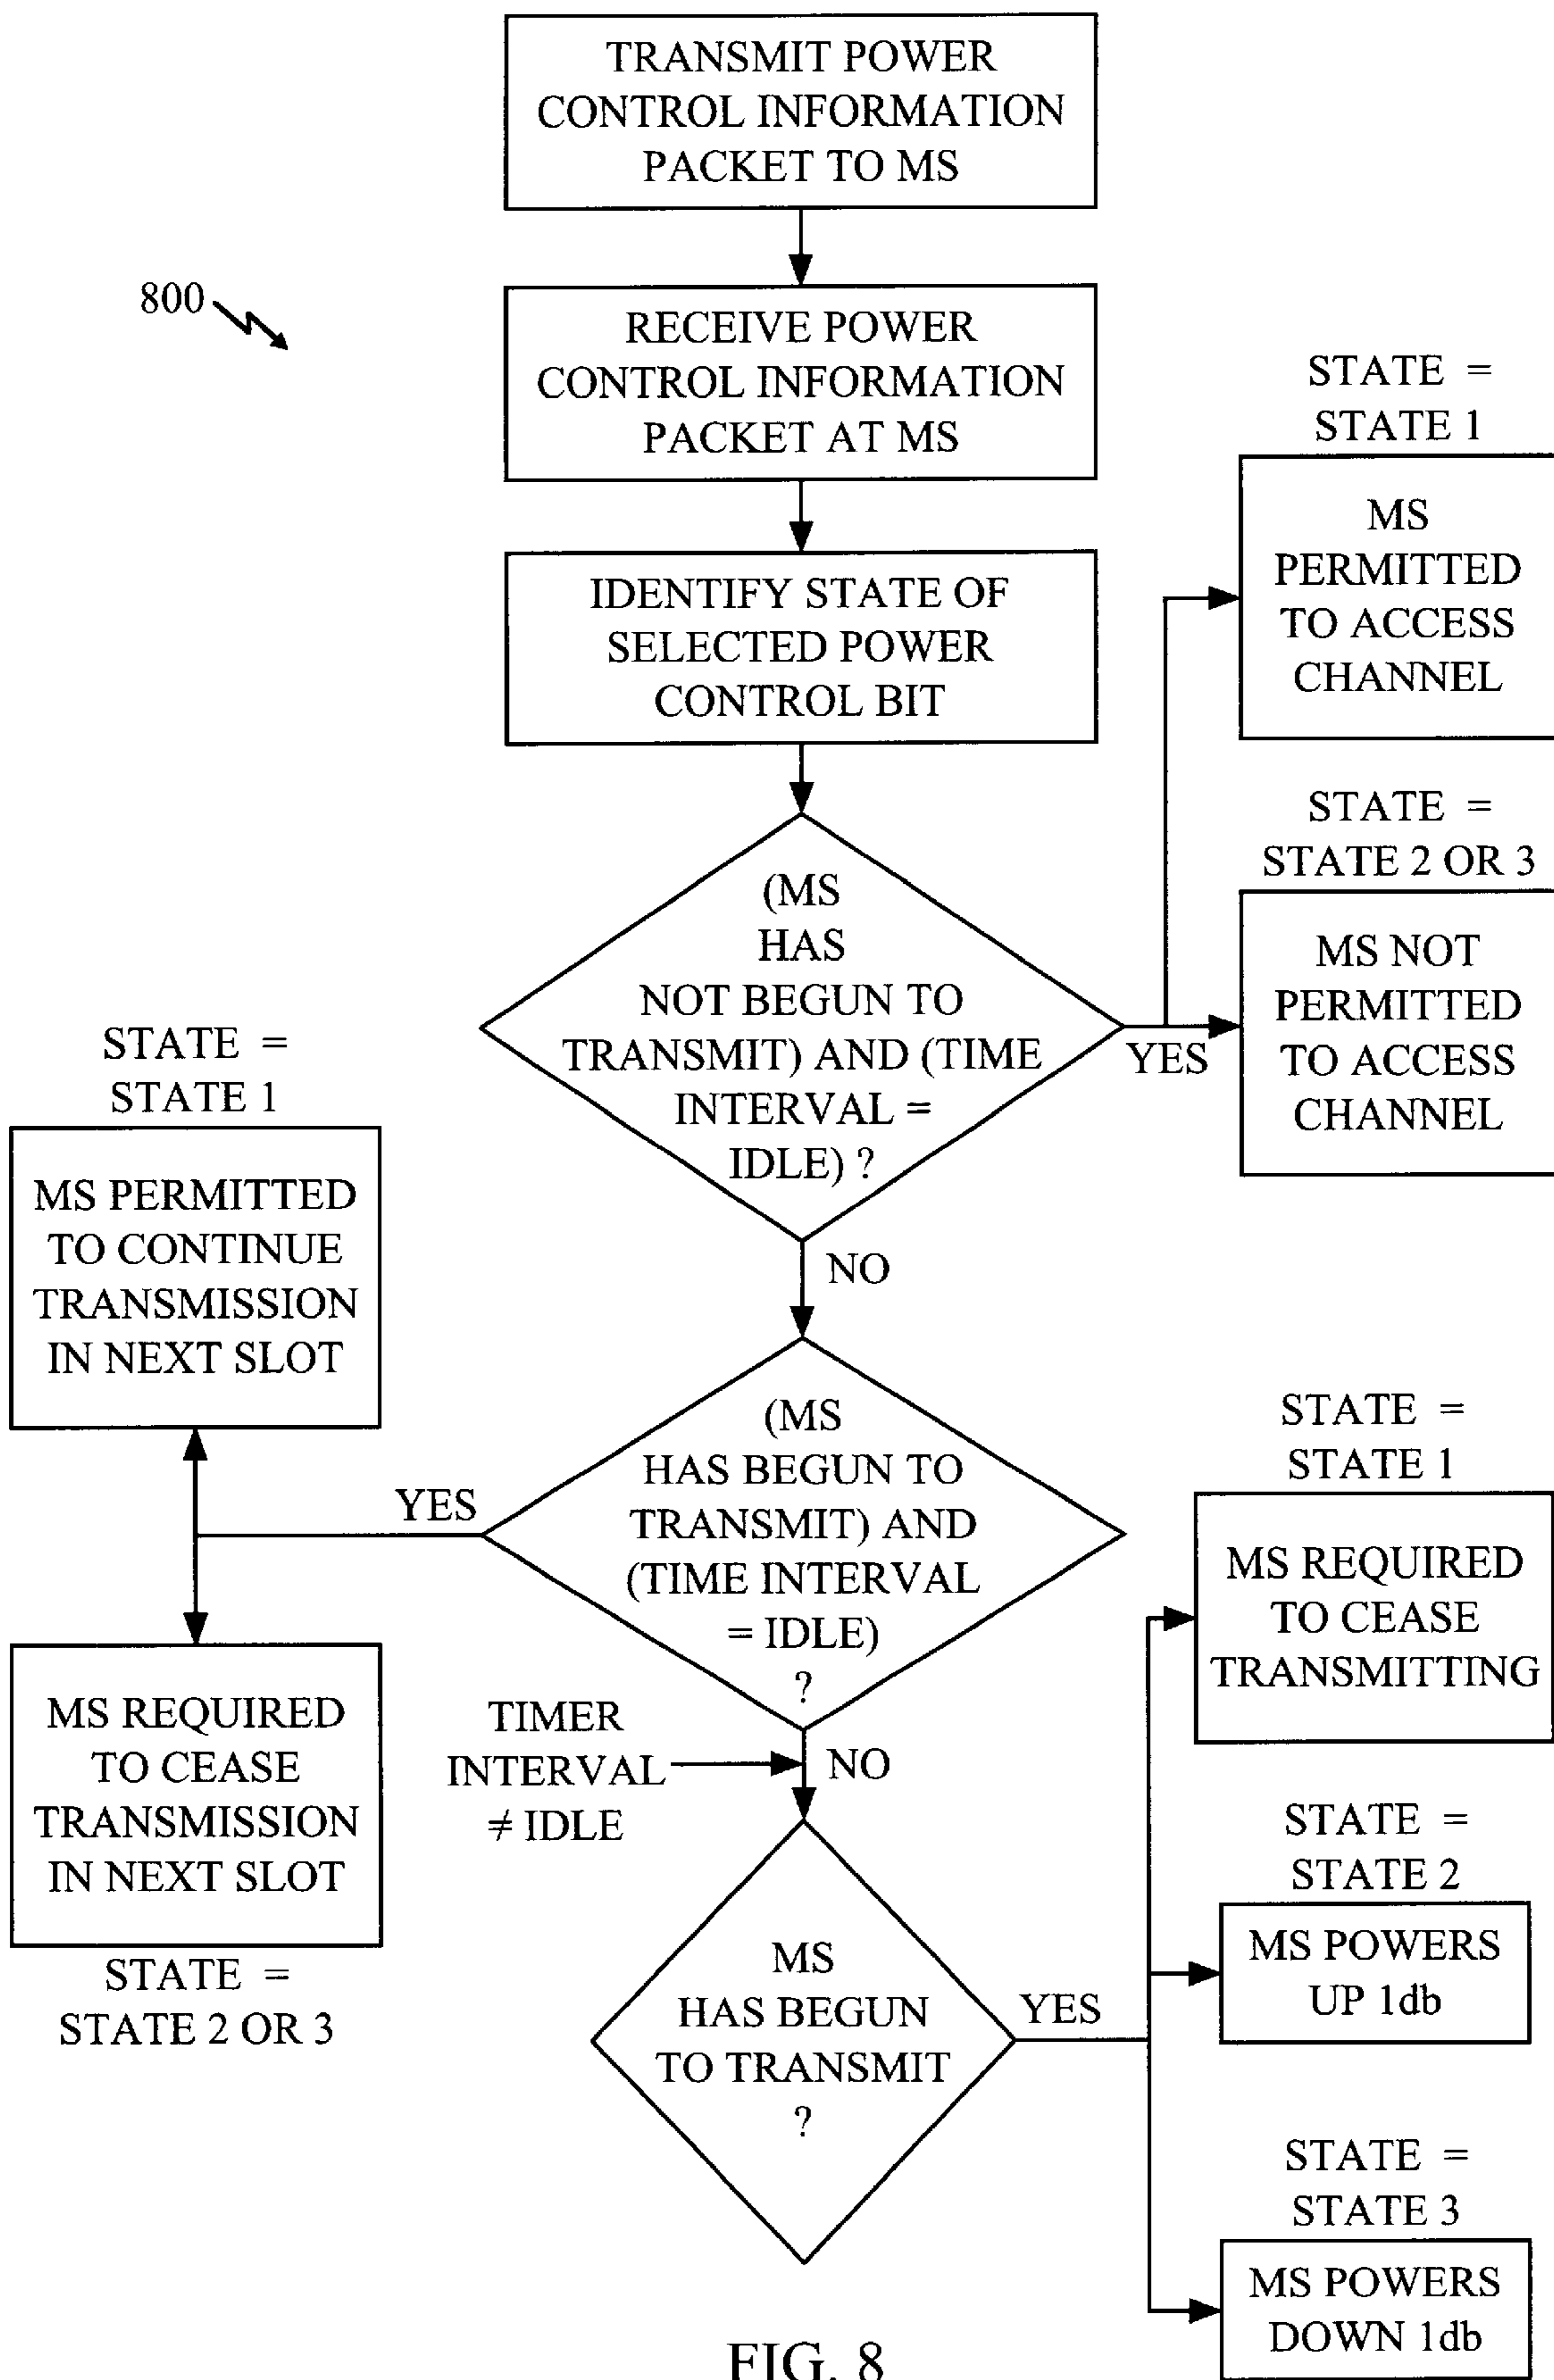 TRANSMIT POWER
CONTROL INFORMATION
PACKET TO MS
800
RECEIVE POWER
CONTROL INFORMATION
PACKET AT MS
STATE =
STATE 1
MS
PERMITTED
TO ACCESS
CHANNEL
IDENTIFY STATE OF
SELECTED POWER
CONTROL BIT
STATE =
STATE 2 OR 3
MS NOT
PERMITTED
TO ACCESS
CHANNEL
(MS
HAS
NOT BEGUN TO
TRANSMIT) AND (TIME
INTERVAL =
IDLE) ?
YES
NO
STATE =
STATE 1
MS PERMITTED
TO CONTINUE
TRANSMISSION
IN NEXT SLOT
(MS
HAS BEGUN TO
TRANSMIT) AND
(TIME INTERVAL
= IDLE)
?
YES
MS REQUIRED
TO CEASE
TRANSMISSION
IN NEXT SLOT
STATE =
STATE 2 OR 3
TIMER
INTERVAL
≠ IDLE
NO
STATE =
STATE 1
MS REQUIRED
TO CEASE
TRANSMITTING
MS
HAS BEGUN
TO TRANSMIT
?
YES
STATE =
STATE 2
MS POWERS
UP 1db
STATE =
STATE 3
MS POWERS
DOWN 1db
FIG. 8